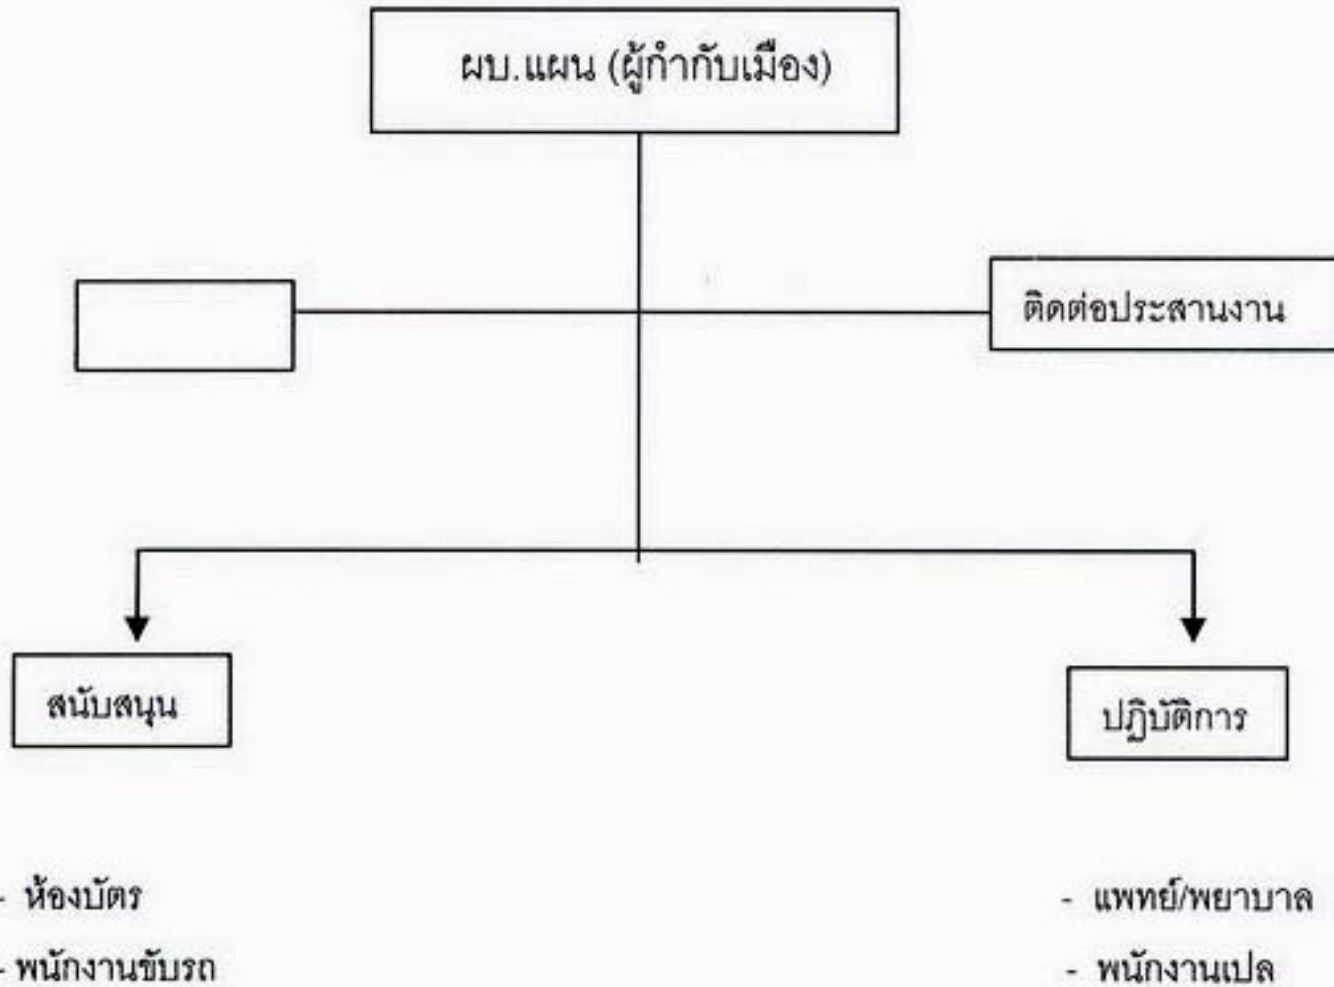 ผบ.แผน (ผู้กำกับเมือง)
ติดต่อประสานงาน
สนับสนุน
ปฏิบัติการ
- ห้องบัตร
- พนักงานขับรถ
- แพทย์/พยาบาล
- พนักงานเปล